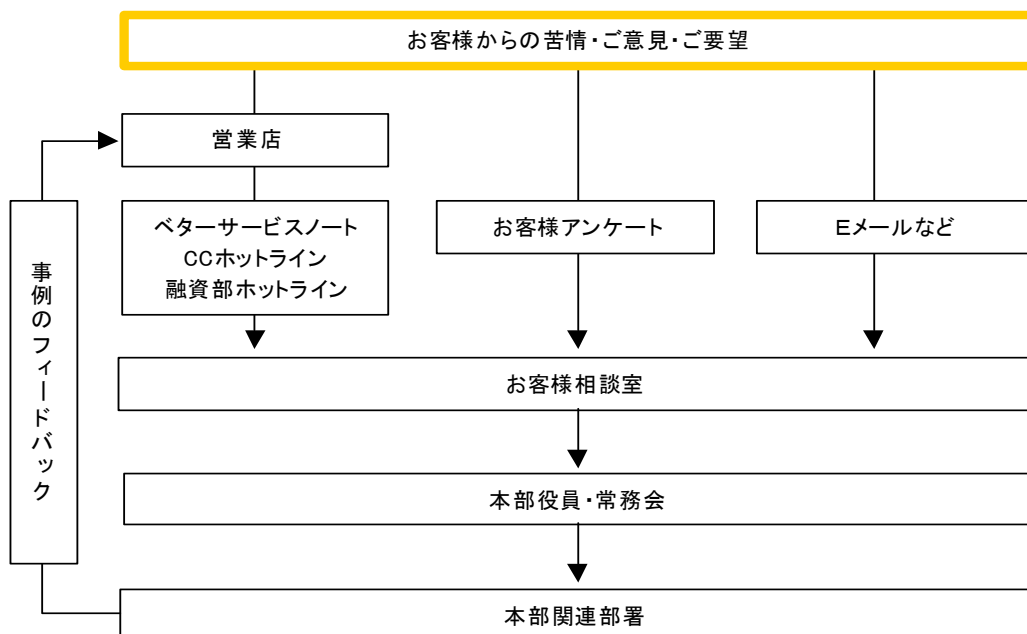 お客様からの苦情・ご意見・ご要望
営業店
ベターサービスノート
CCホットライン
融資部ホットライン
お客様アンケート
Eメールなど
事例のフィードバック
お客様相談室
本部役員・常務会
本部関連部署